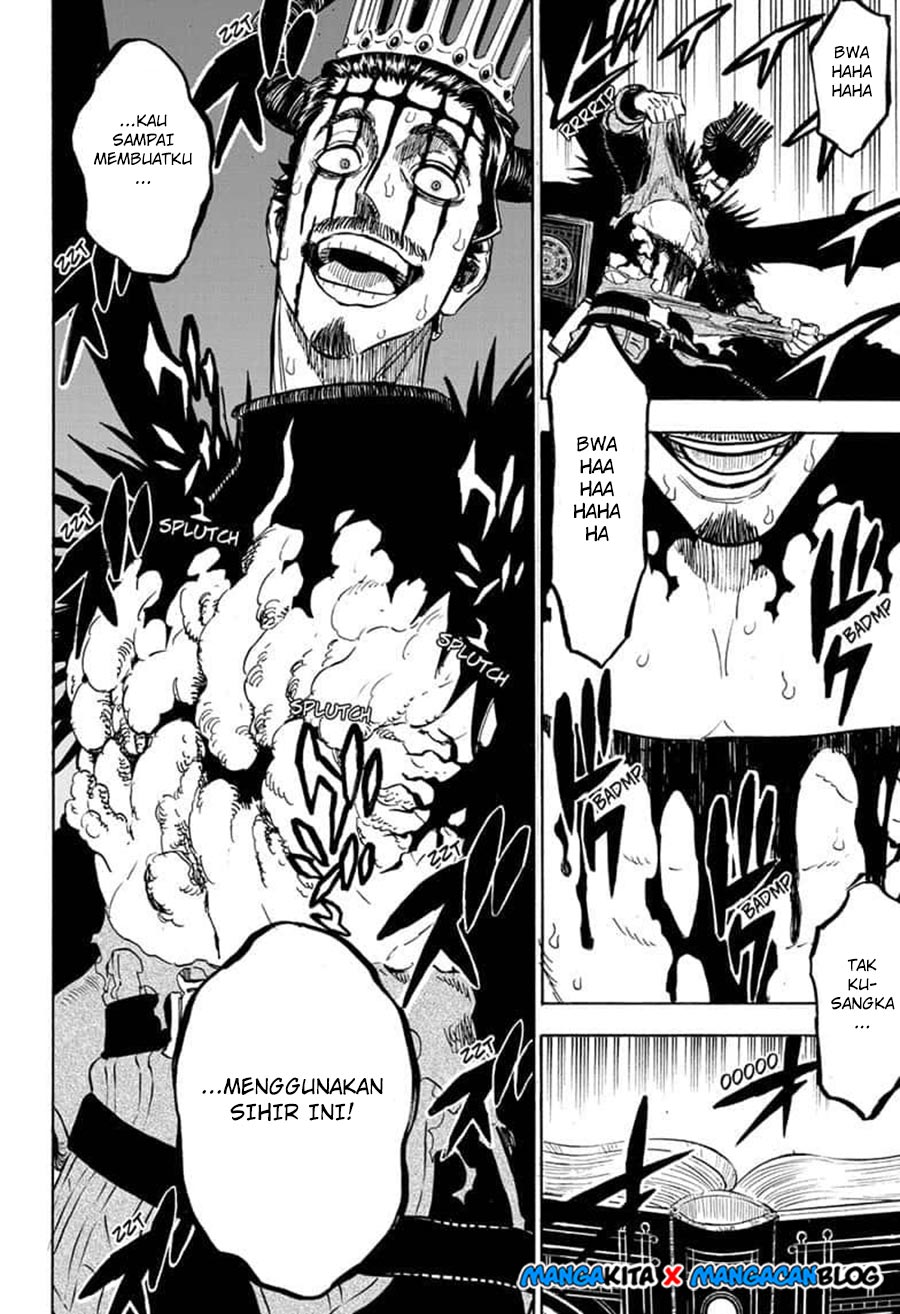 BWA
HAHA
HAHA
RRRRIP
BWA
HAA
HAA
HAHA
HA
BADMP
BADMP
BADMP
TAK
KU-
SANGKA
...
OOOOO
ZZT
...KAU
SAMPAI
MEMBUATKU
...
ZZT
ZZT
SPLUTCH
SPLUTCH
SPLUTCH
ZZT
...MENGGUNAKAN
SIHIR INI!
ZZT
ZZT
MANGAKITA X MANGACANBLOG